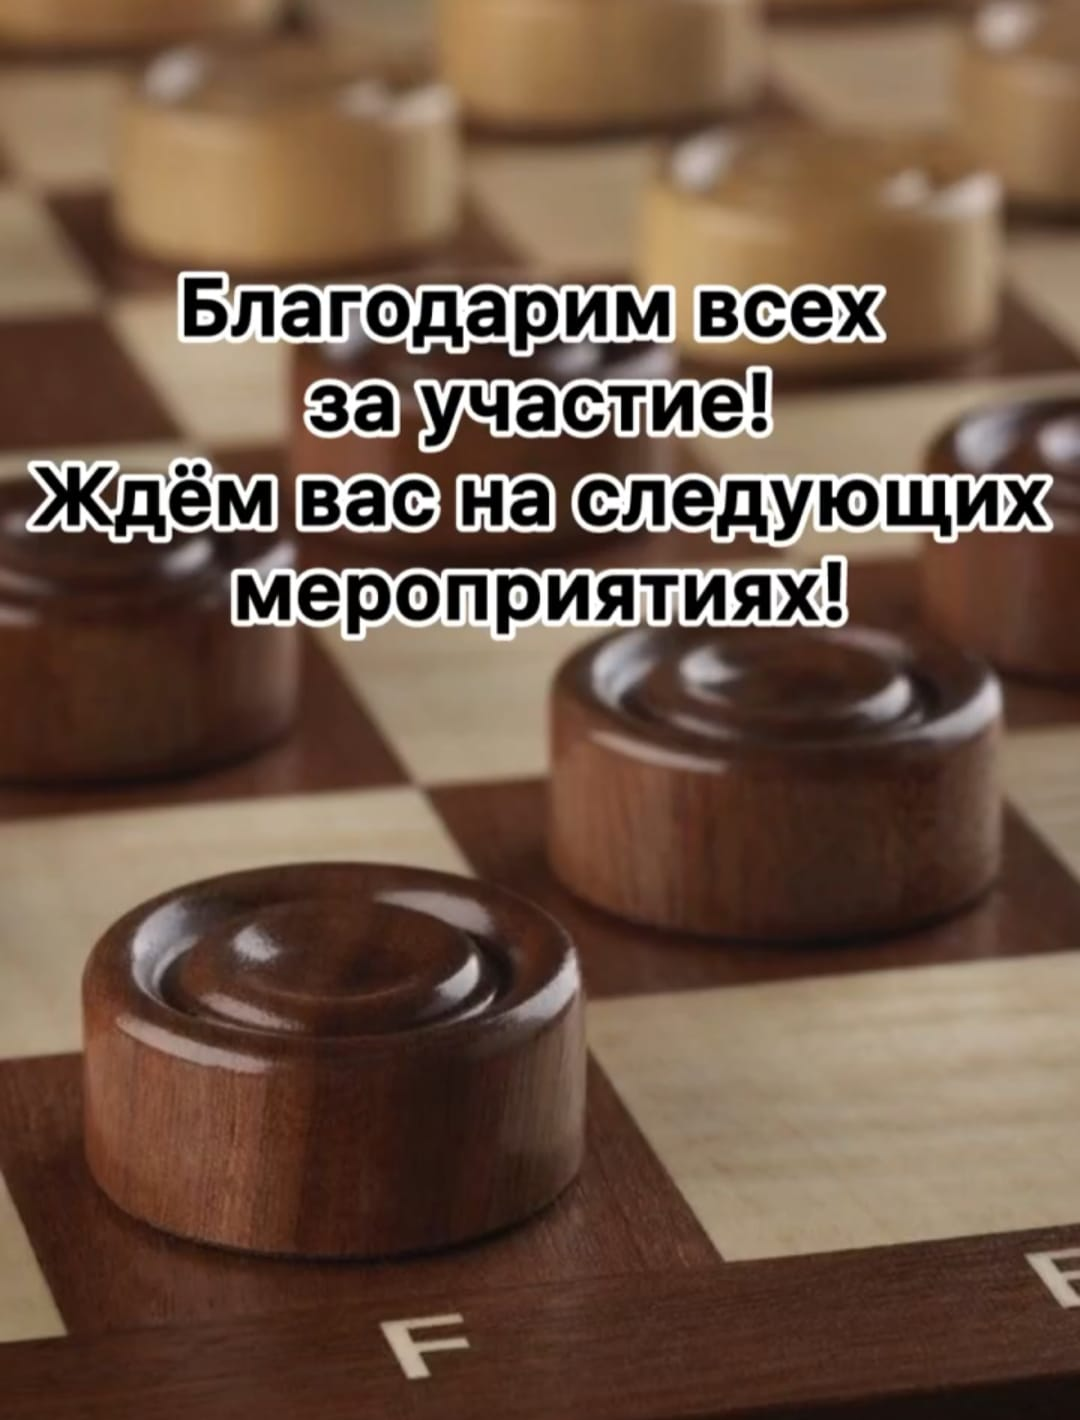 Благодарим всех
за участие!
Ждём вас на следующих
мероприятиях!
F
E